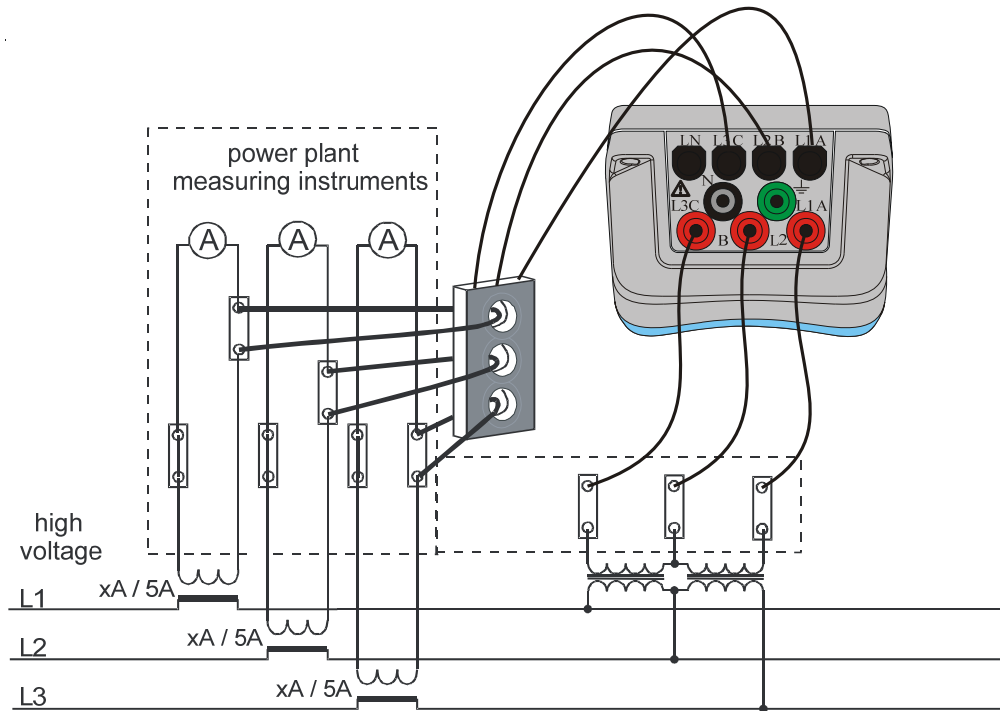 power plant
measuring instruments
A A A
LN L3C L2B L1A
N
L3C L1A
B L2
high
voltage
xA / 5A
L1
xA / 5A
L2
xA / 5A
L3